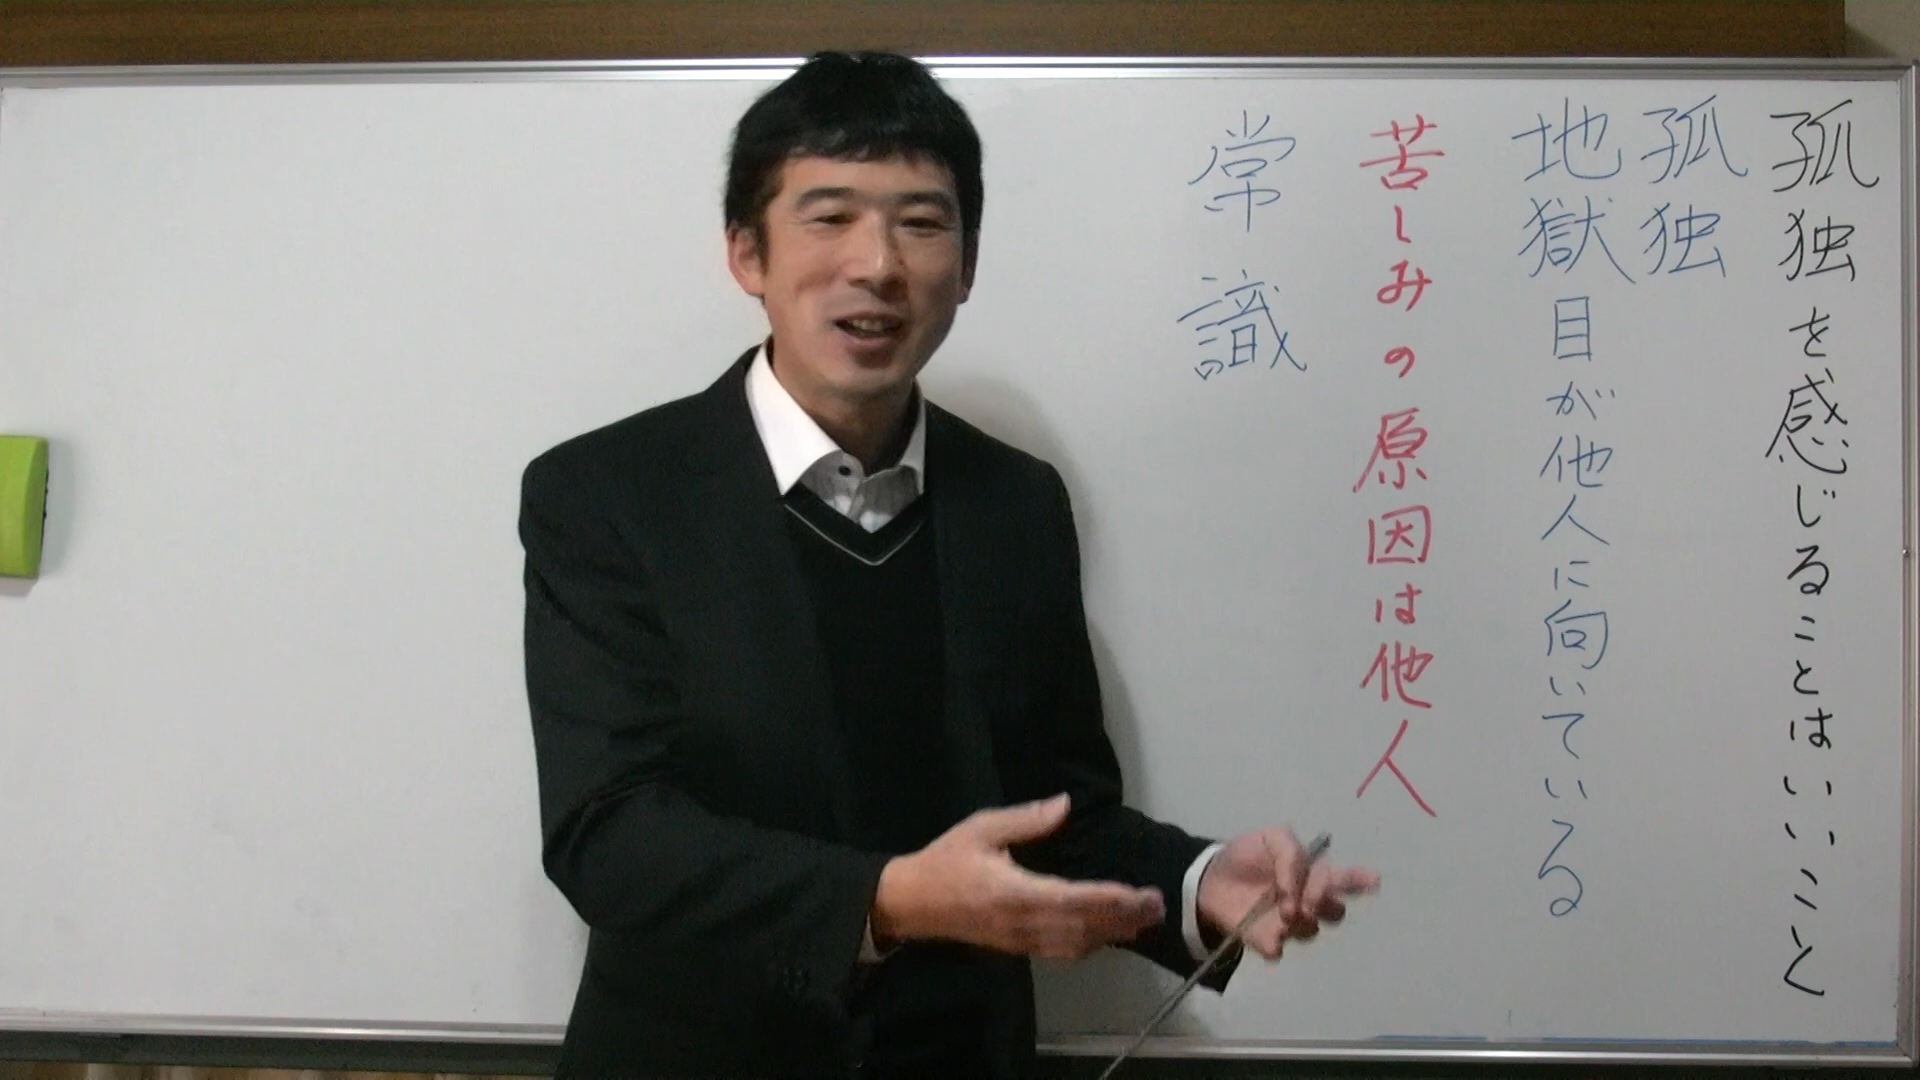 孤独を感じることはいいこと
孤独
地獄目が他人に向いている
苦しみの原因は他人
常識